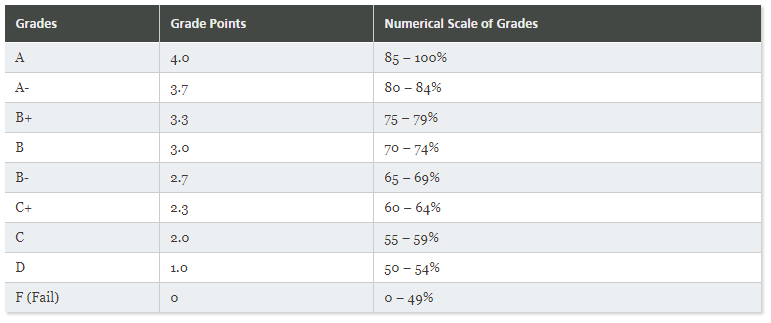 Grades Grade Points Numerical Scale of Grades
A 4.0 85 – 100%
A- 3.7 80 – 84%
B+ 3.3 75 – 79%
B 3.0 70 – 74%
B- 2.7 65 – 69%
C+ 2.3 60 – 64%
C 2.0 55 – 59%
D 1.0 50 – 54%
F (Fail) 0 0 – 49%